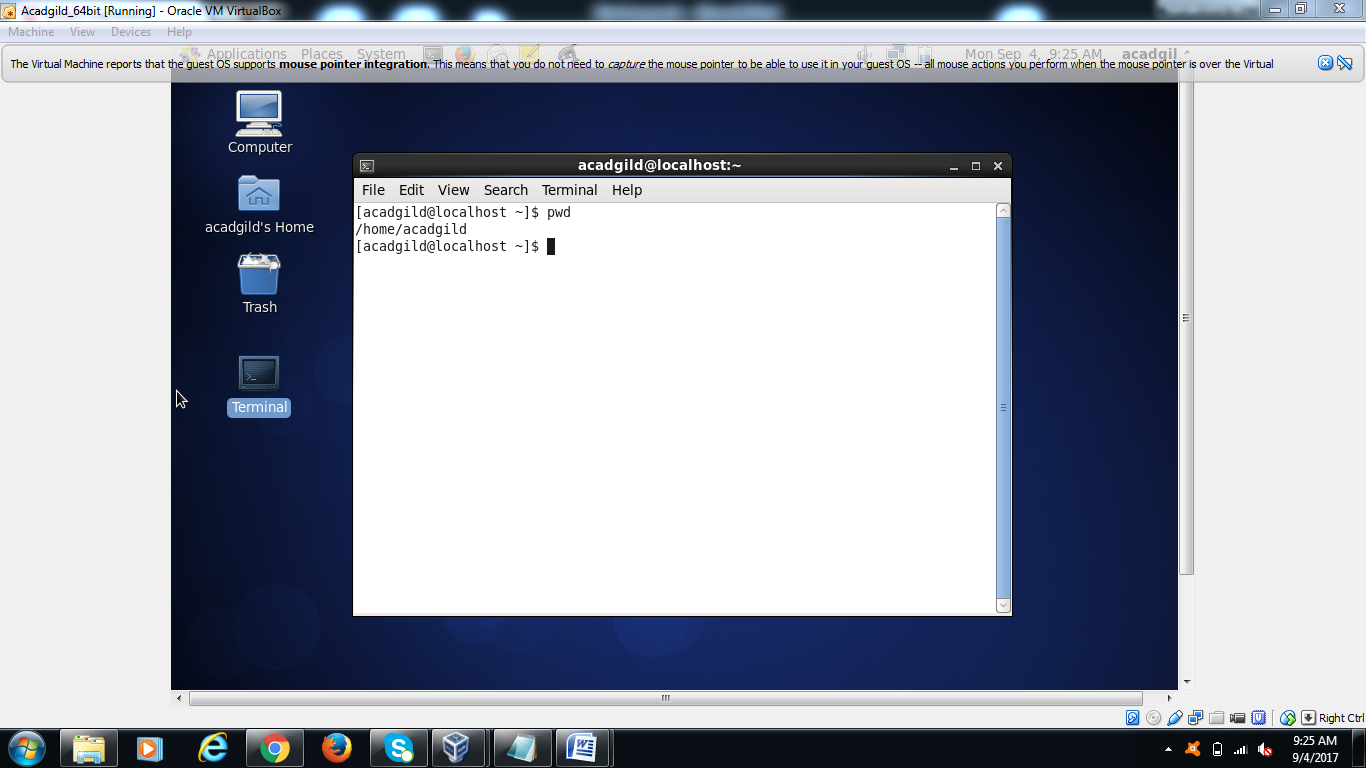 Acadgild_64bit [Running] - Oracle VM VirtualBox
Machine View Devices Help
Applications Places System Mon Sep 4, 9:25 AM acadgil
The Virtual Machine reports that the guest OS supports mouse pointer integration. This means that you do not need to capture the mouse pointer to be able to use it in your guest OS -- all mouse actions you perform when the mouse pointer is over the Virtual
Computer
acadgild's Home
Trash
Terminal
acadgild@localhost:~
File Edit View Search Terminal Help
[acadgild@localhost ~]$ pwd
/home/acadgild
[acadgild@localhost ~]$
Right Ctrl
9:25 AM
9/4/2017